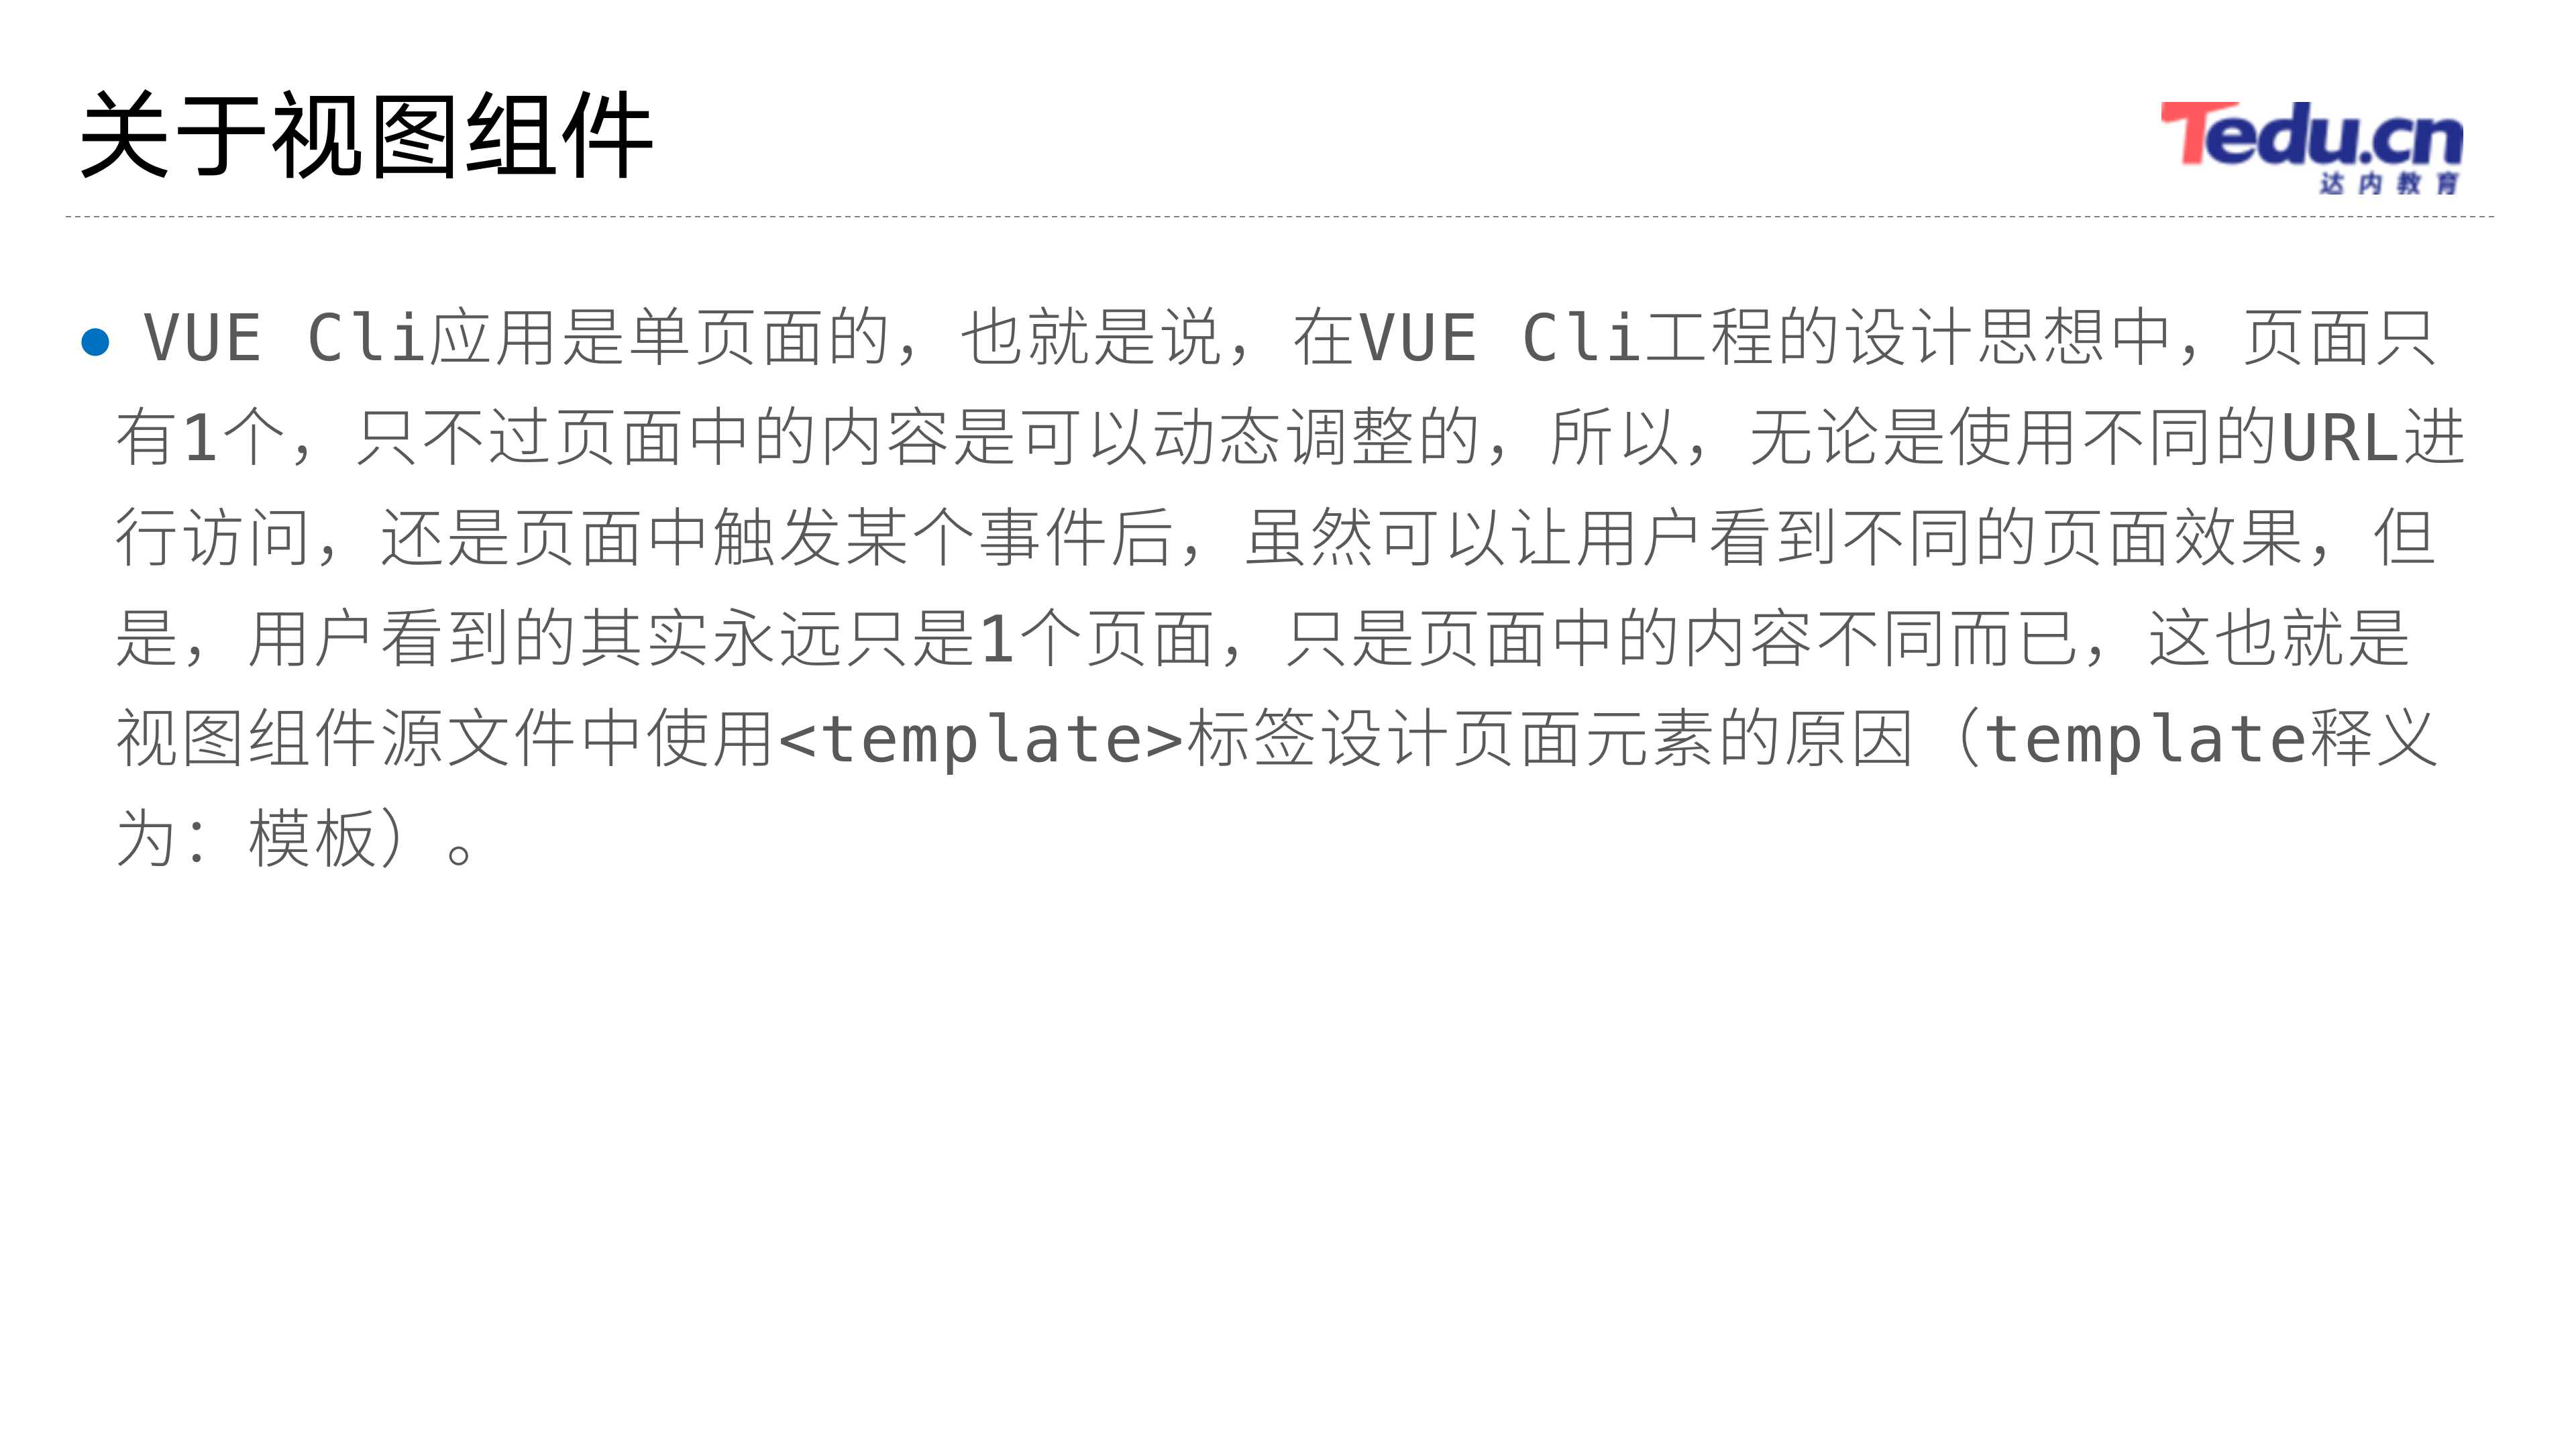 关于视图组件
Tedu.cn
达内教育
● VUE Cli应用是单页面的，也就是说，在VUE Cli工程的设计思想中，页面只
有1个，只不过页面中的内容是可以动态调整的，所以，无论是使用不同的URL进
行访问，还是页面中触发某个事件后，虽然可以让用户看到不同的页面效果，但
是，用户看到的其实永远只是1个页面，只是页面中的内容不同而已，这也就是
视图组件源文件中使用<template>标签设计页面元素的原因（template释义
为：模板）。